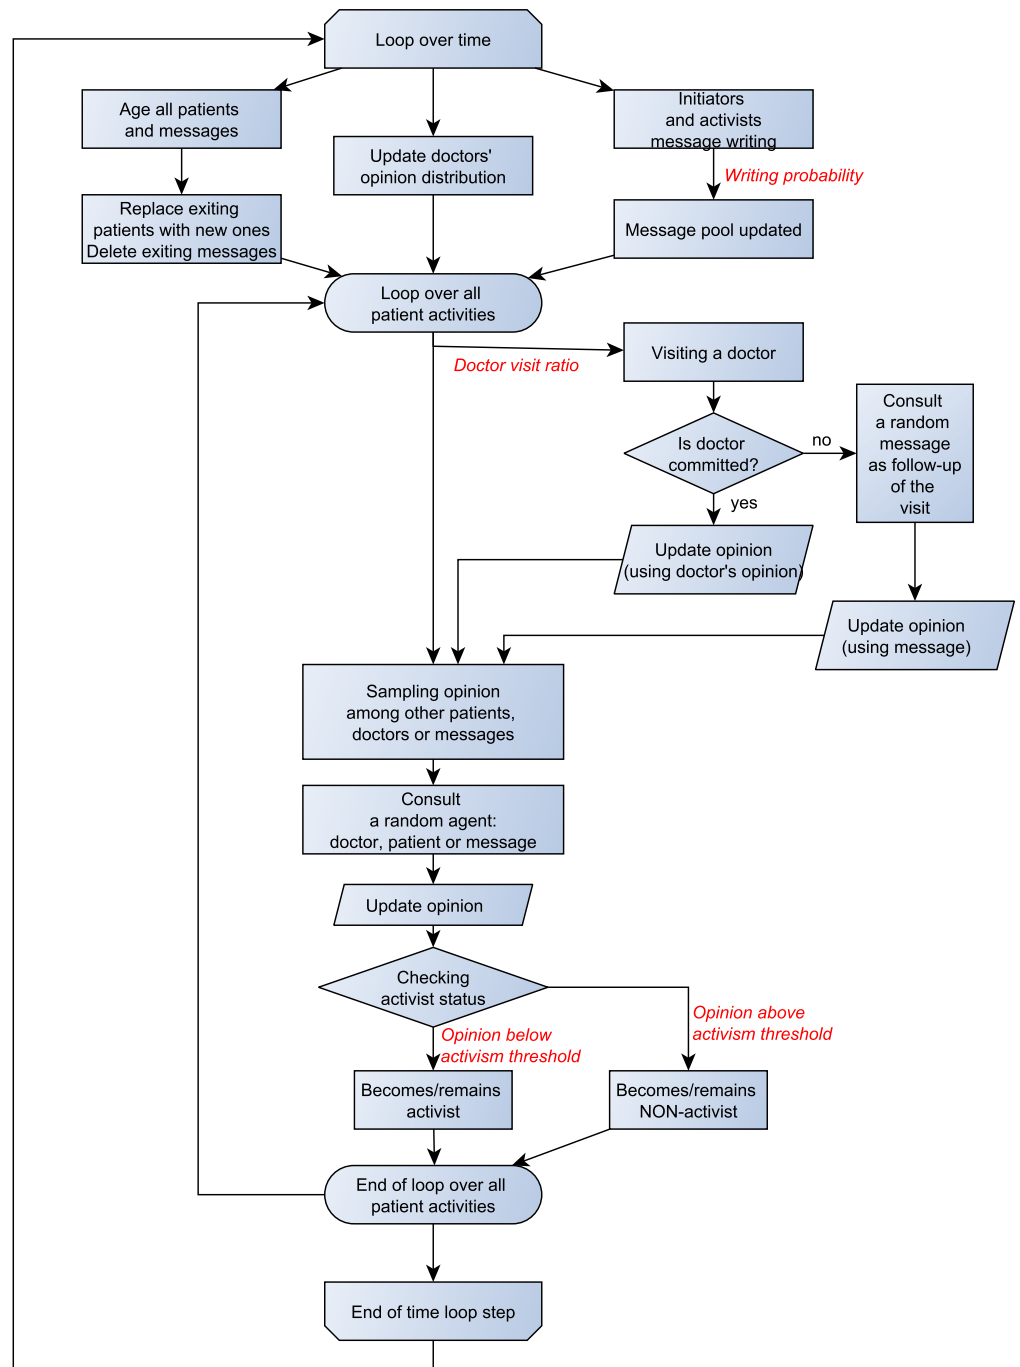 Loop over time
Age all patients
and messages
Initiators
and activists
message writing
Update doctors'
opinion distribution
Writing probability
Replace exiting
patients with new ones
Delete exiting messages
Message pool updated
Loop over all
patient activities
Doctor visit ratio
Visiting a doctor
Is doctor
committed?
no
yes
Consult
a random
message
as follow-up
of the
visit
Update opinion
(using doctor's opinion)
Update opinion
(using message)
Sampling opinion
among other patients,
doctors or messages
Consult
a random agent:
doctor, patient or message
Update opinion
Checking
activist status
Opinion below
activism threshold
Opinion above
activism threshold
Becomes/remains
activist
Becomes/remains
NON-activist
End of loop over all
patient activities
End of time loop step